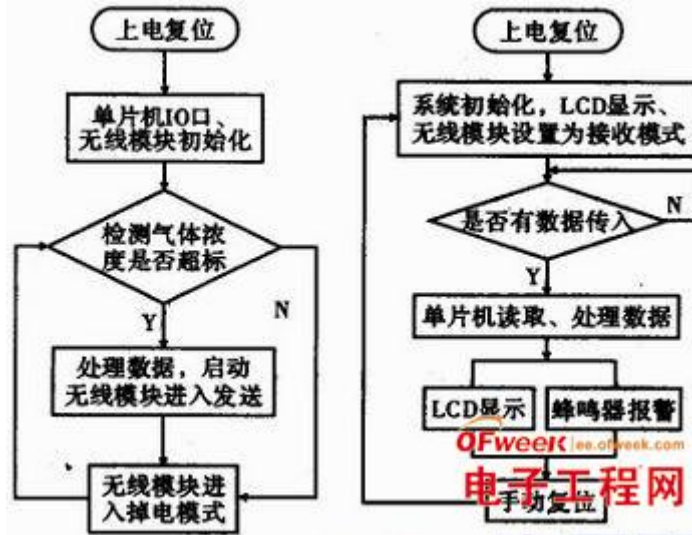 上电复位
单片机IO口、
无线模块初始化
检测气体浓
度是否超标
Y
N
处理数据，启动
无线模块进入发送
无线模块进
入掉电模式
上电复位
系统初始化，LCD显示、
无线模块设置为接收模式
是否有数据传入
N
Y
单片机读取、处理数据
LCD显示
蜂鸣器报警
OFweek ee.ofweek.com
电子工程网
手动复位